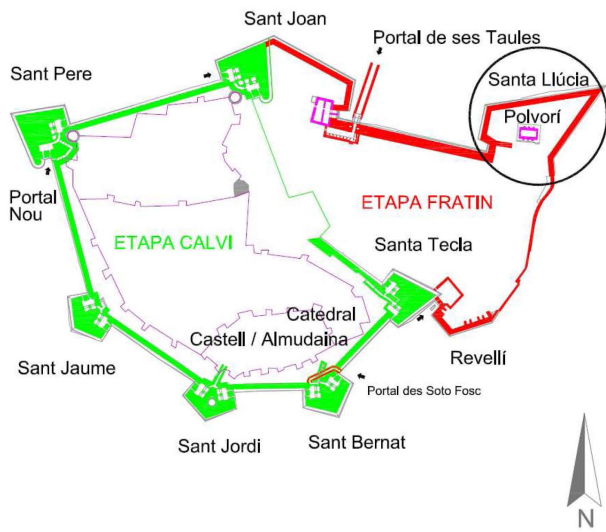 Sant Joan
Portal de ses Taules
Sant Pere
Santa Llúcia
Polvorí
Portal
Nou
ETAPA FRATIN
ETAPA CALVI
Santa Tecla
Catedral
Castell / Almudaina
Revellí
Sant Jaume
Portal des Soto Fosc
Sant Jordi
Sant Bernat
N